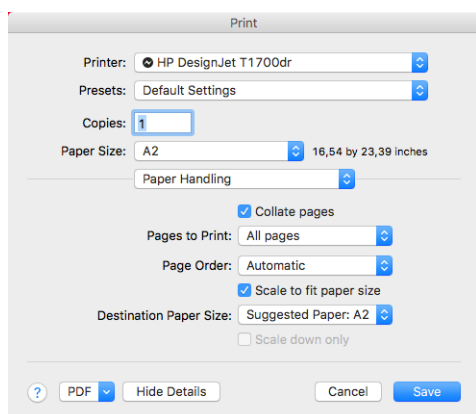 Print
Printer: HP DesignJet T1700dr
Presets: Default Settings
Copies: 1
Paper Size: A2 16,54 by 23,39 inches
Paper Handling
Collate pages
Pages to Print: All pages
Page Order: Automatic
Scale to fit paper size
Destination Paper Size: Suggested Paper: A2
Scale down only
? PDF Hide Details Cancel Save